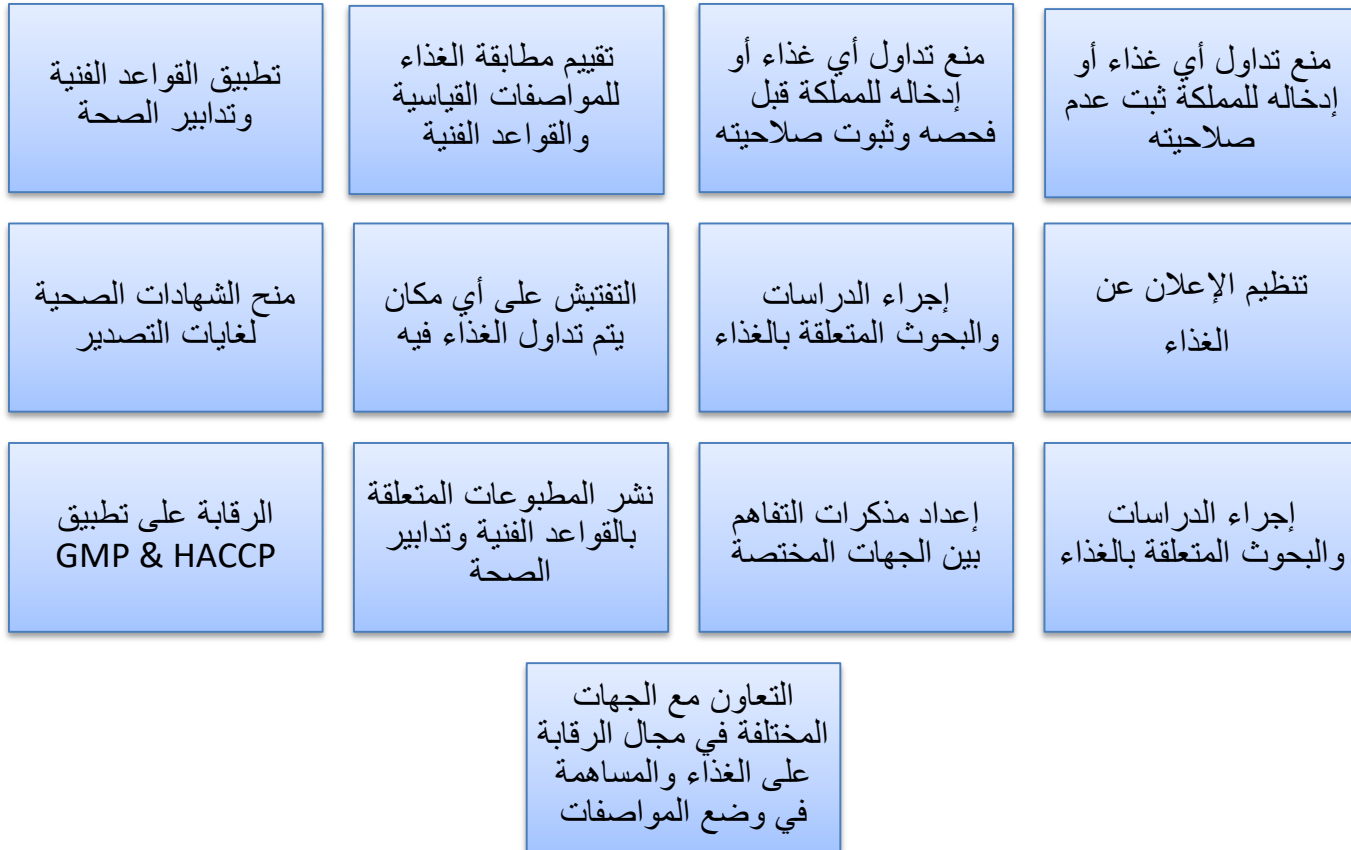 منع تداول أي غذاء أو
إدخاله للمملكة ثبت عدم
صلاحيته
منع تداول أي غذاء أو
إدخاله للمملكة قبل
فحصه وثبوت صلاحيته
تقييم مطابقة الغذاء
للمواصفات القياسية
والقواعد الفنية
تطبيق القواعد الفنية
وتدابير الصحة
تنظيم الإعلان عن
الغذاء
إجراء الدراسات
والبحوث المتعلقة بالغذاء
التفتيش على أي مكان
يتم تداول الغذاء فيه
منح الشهادات الصحية
لغايات التصدير
إجراء الدراسات
والبحوث المتعلقة بالغذاء
إعداد مذكرات التفاهم
بين الجهات المختصة
نشر المطبوعات المتعلقة
بالقواعد الفنية وتدابير
الصحة
الرقابة على تطبيق
GMP & HACCP
التعاون مع الجهات
المختلفة في مجال الرقابة
على الغذاء والمساهمة
في وضع المواصفات